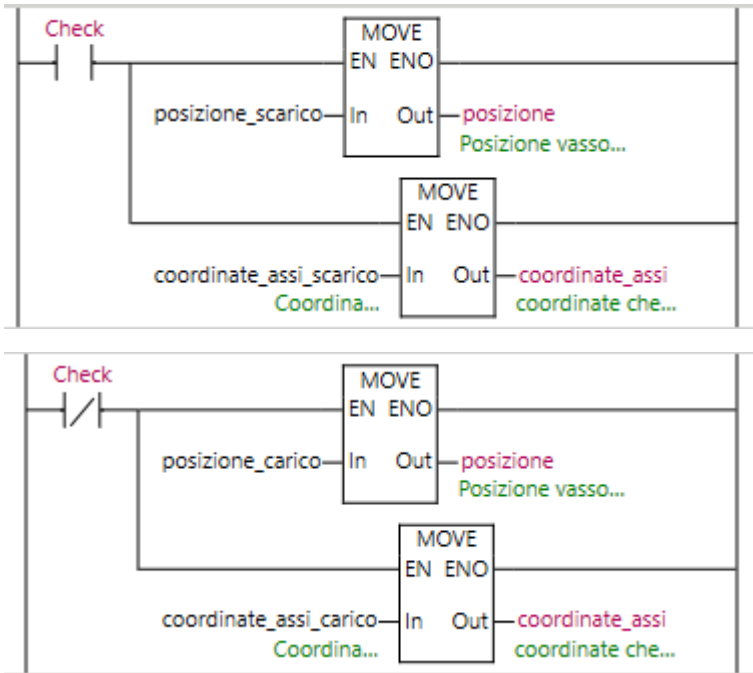 Check
MOVE
EN ENO
posizione_scarico In Out posizione
Posizione vasso...
MOVE
EN ENO
coordinate_assi_scarico In Out coordinate_assi
Coordina... coordinate che...
Check
MOVE
EN ENO
posizione_carico In Out posizione
Posizione vasso...
MOVE
EN ENO
coordinate_assi_carico In Out coordinate_assi
Coordina... coordinate che...